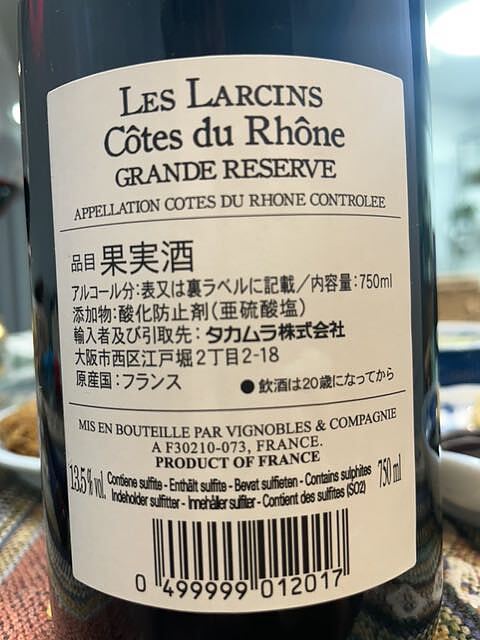 LES LARCINS
Côtes du Rhône
GRANDE RESERVE
APPELLATION COTES DU RHONE CONTROLEE
品目 果実酒
アルコール分:表又は裏ラベルに記載/内容量:750ml
添加物:酸化防止剤(亜硫酸塩)
輸入者及び引取先:タカムラ株式会社
大阪市西区江戸堀2丁目2-18
原産国:フランス ●飲酒は20歳になってから
MIS EN BOUTEILLE PAR VIGNOBLES & COMPAGNIE
A F30210-073, FRANCE.
PRODUCT OF FRANCE
13.5% vol. Contiene sulfite - Enthält sulfite - Bevat sulfieten - Contains sulphites 750 ml
Indeholder sulfitter - Innehåller sulfiter - Contient des sulfites (SO2)
0 499999 012017